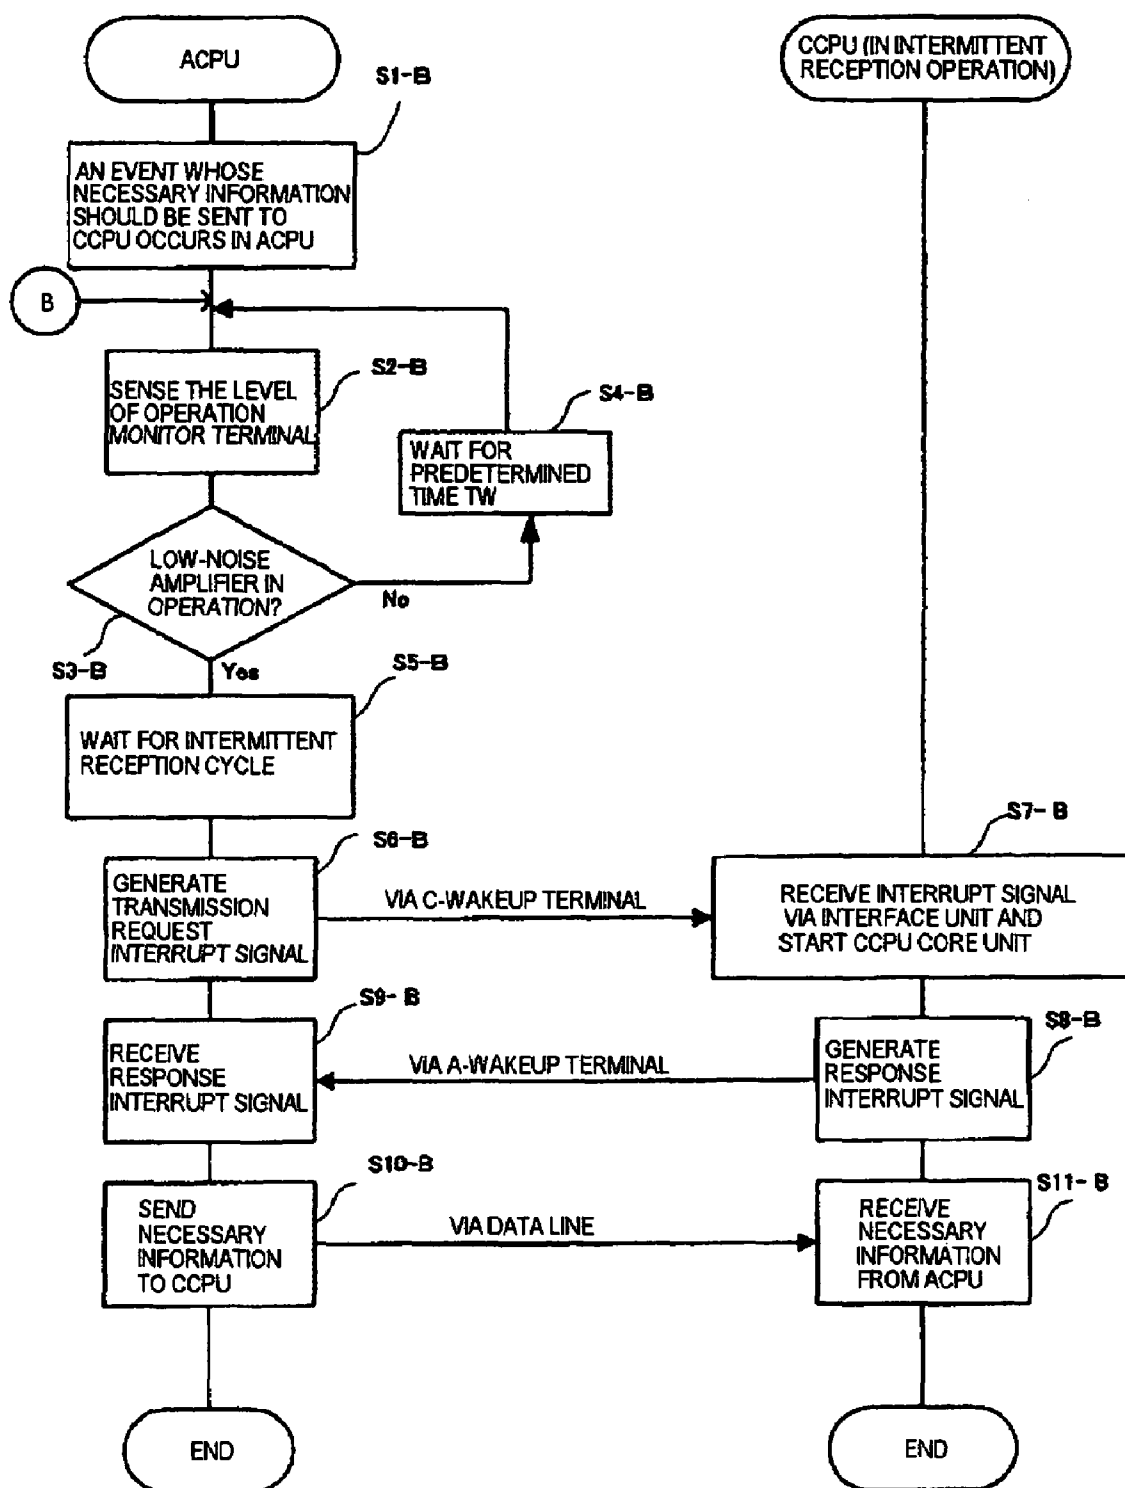 ACPU
CCPU (IN INTERMITTENT
RECEPTION OPERATION)
S1-B
AN EVENT WHOSE
NECESSARY INFORMATION
SHOULD BE SENT TO
CCPU OCCURS IN ACPU
B
S2-B
SENSE THE LEVEL
OF OPERATION
MONITOR TERMINAL
S4-B
WAIT FOR
PREDETERMINED
TIME TW
LOW-NOISE
AMPLIFIER IN
OPERATION?
No
S3-B
Yes
S5-B
WAIT FOR INTERMITTENT
RECEPTION CYCLE
S6-B
GENERATE
TRANSMISSION
REQUEST
INTERRUPT SIGNAL
VIA C-WAKEUP TERMINAL
S7- B
RECEIVE INTERRUPT SIGNAL
VIA INTERFACE UNIT AND
START CCPU CORE UNIT
S9- B
RECEIVE
RESPONSE
INTERRUPT SIGNAL
VIA A-WAKEUP TERMINAL
S8-B
GENERATE
RESPONSE
INTERRUPT SIGNAL
S10-B
SEND
NECESSARY
INFORMATION
TO CCPU
VIA DATA LINE
S11- B
RECEIVE
NECESSARY
INFORMATION
FROM ACPU
END
END